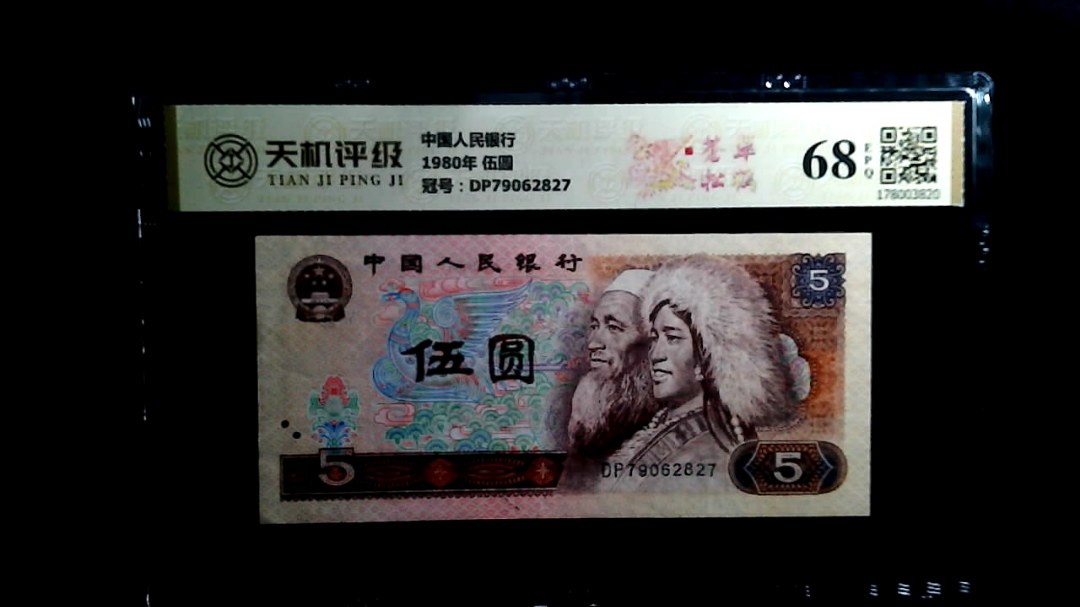 天机评级
TIAN JI PING JI
中国人民银行
1980年 伍圆
冠号：DP79062827
68
EPQ
178003820
中国人民银行
5
伍圆
5
DP79062827
5